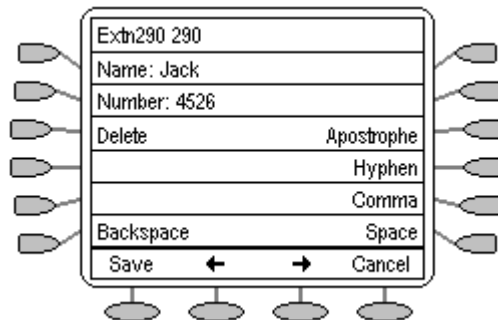 Extn290 290
Name: Jack
Number: 4526
Delete Apostrophe
Hyphen
Comma
Backspace Space
Save ← → Cancel